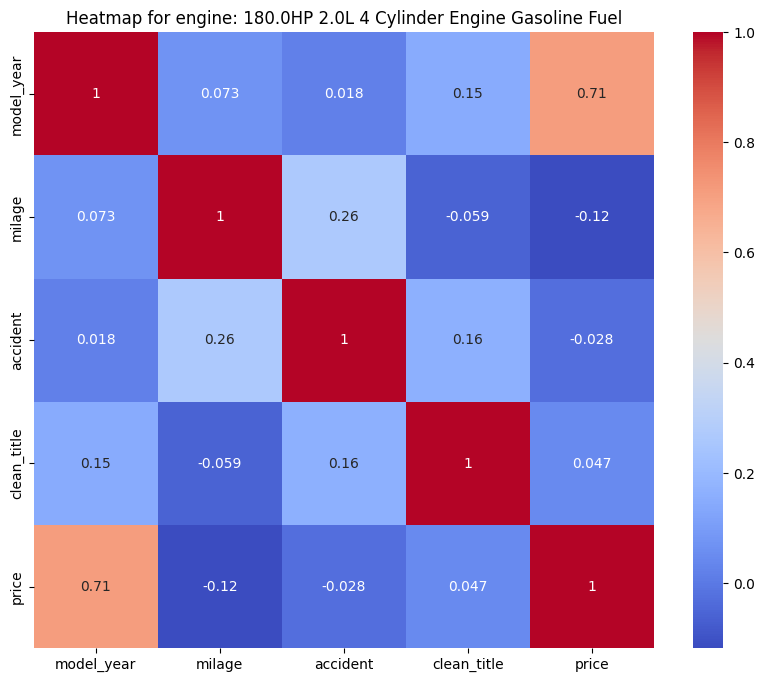 Heatmap for engine: 180.0HP 2.0L 4 Cylinder Engine Gasoline Fuel
model_year 1 0.073 0.018 0.15 0.71
milage 0.073 1 0.26 -0.059 -0.12
accident 0.018 0.26 1 0.16 -0.028
clean_title 0.15 -0.059 0.16 1 0.047
price 0.71 -0.12 -0.028 0.047 1
model_year milage accident clean_title price
1.0
0.8
0.6
0.4
0.2
0.0